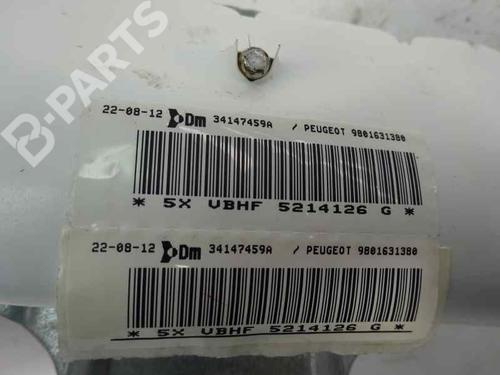 B-PARTS
22-08-12 Dm 34147459A / PEUGEOT 9801631380
* 5X VBHF 5214126 G *
22-08-12 Dm 34147459A / PEUGEOT 9801631380
* 5X VBHF 5214126 G *